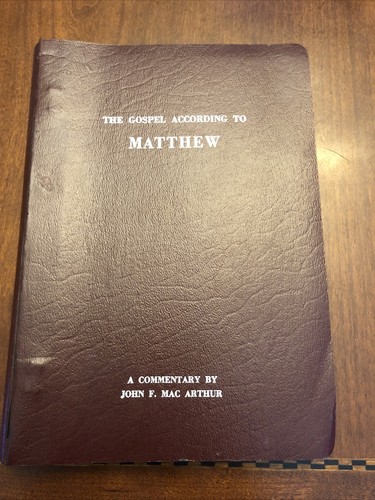 THE GOSPEL ACCORDING TO
MATTHEW
A COMMENTARY BY
JOHN F. MAC ARTHUR